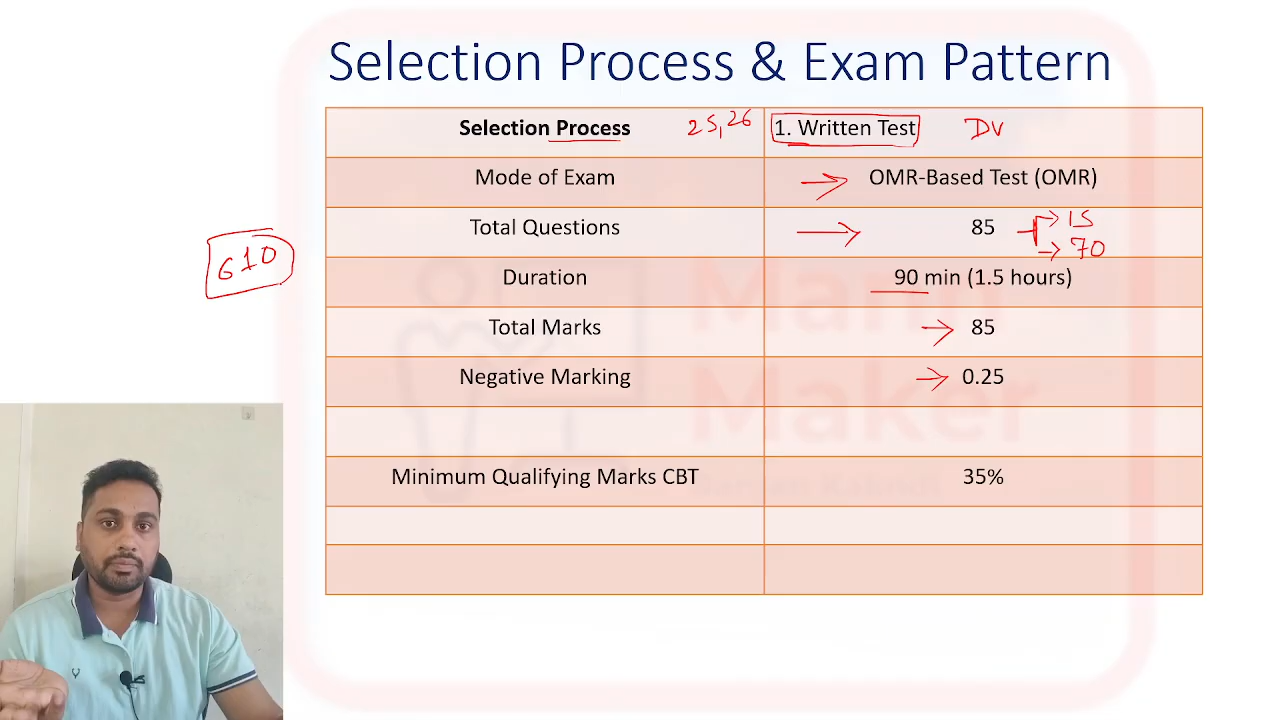 Selection Process & Exam Pattern
Selection Process 25,26 1. Written Test DV
Mode of Exam OMR-Based Test (OMR)
Total Questions 85 15
70
610
Duration 90 min (1.5 hours)
Total Marks 85
Negative Marking 0.25
Minimum Qualifying Marks CBT 35%
Maker